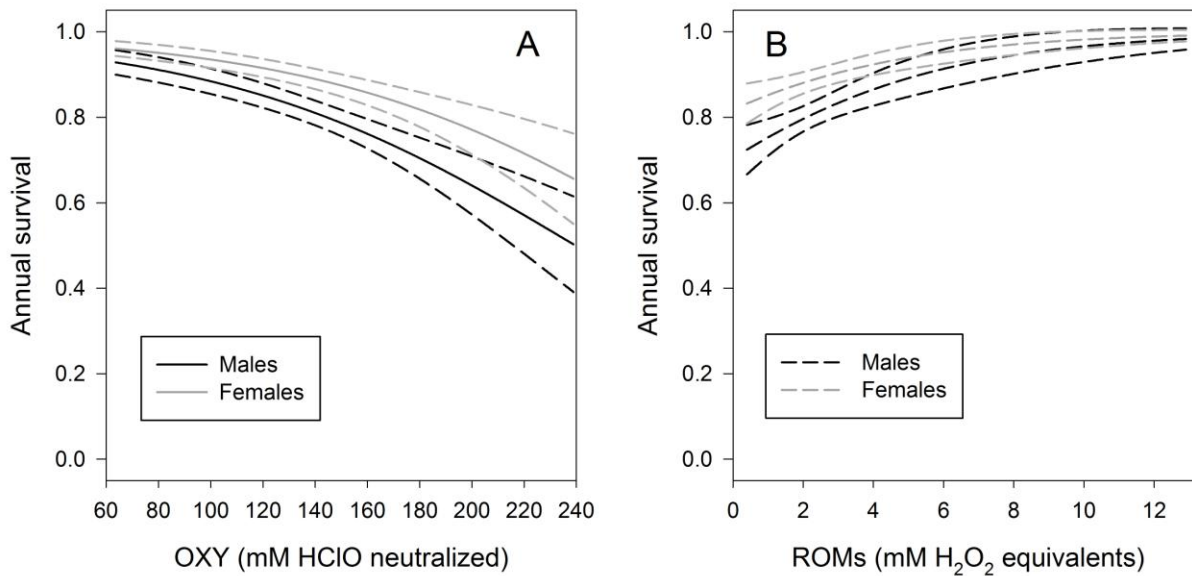 A
1.0
0.8
0.6
0.4
0.2
0.0
Annual survival
Males
Females
60 80 100 120 140 160 180 200 220 240
OXY (mM HClO neutralized)
B
1.0
0.8
0.6
0.4
0.2
0.0
Annual survival
Males
Females
0 2 4 6 8 10 12
ROMs (mM H₂O₂ equivalents)